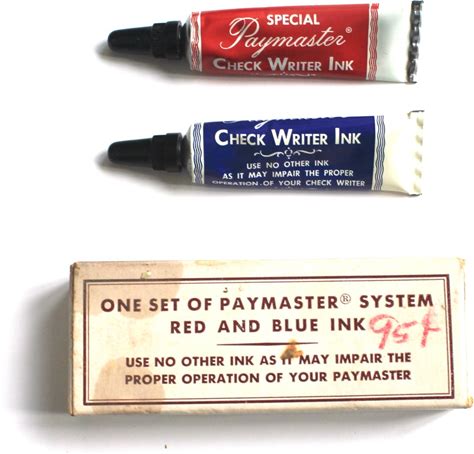 SPECIAL
Paymaster®
CHECK WRITER INK
Paymaster
CHECK WRITER INK
USE NO OTHER INK
AS IT MAY IMPAIR THE PROPER
OPERATION OF YOUR CHECK WRITER
ONE SET OF PAYMASTER® SYSTEM
RED AND BLUE INK 95¢
USE NO OTHER INK AS IT MAY IMPAIR THE
PROPER OPERATION OF YOUR PAYMASTER